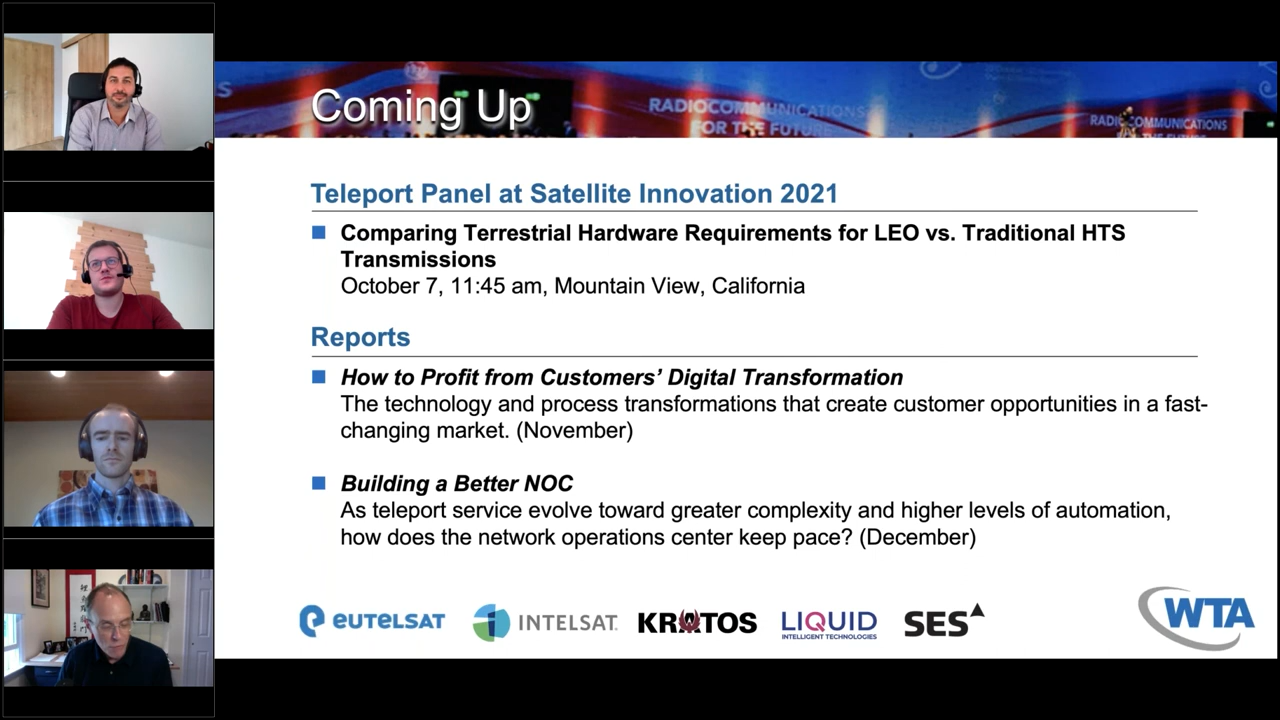 Coming Up
RADIOCOMMUNICATIONS
FOR THE FUTURE
RADIOCOMMUNICATIONS
FOR THE FUTURE
Teleport Panel at Satellite Innovation 2021
Comparing Terrestrial Hardware Requirements for LEO vs. Traditional HTS
Transmissions
October 7, 11:45 am, Mountain View, California
Reports
How to Profit from Customers’ Digital Transformation
The technology and process transformations that create customer opportunities in a fast-
changing market. (November)
Building a Better NOC
As teleport service evolve toward greater complexity and higher levels of automation,
how does the network operations center keep pace? (December)
eutelsat
INTELSAT.
KRATOS
LIQUID
INTELLIGENT TECHNOLOGIES
SES
WTA